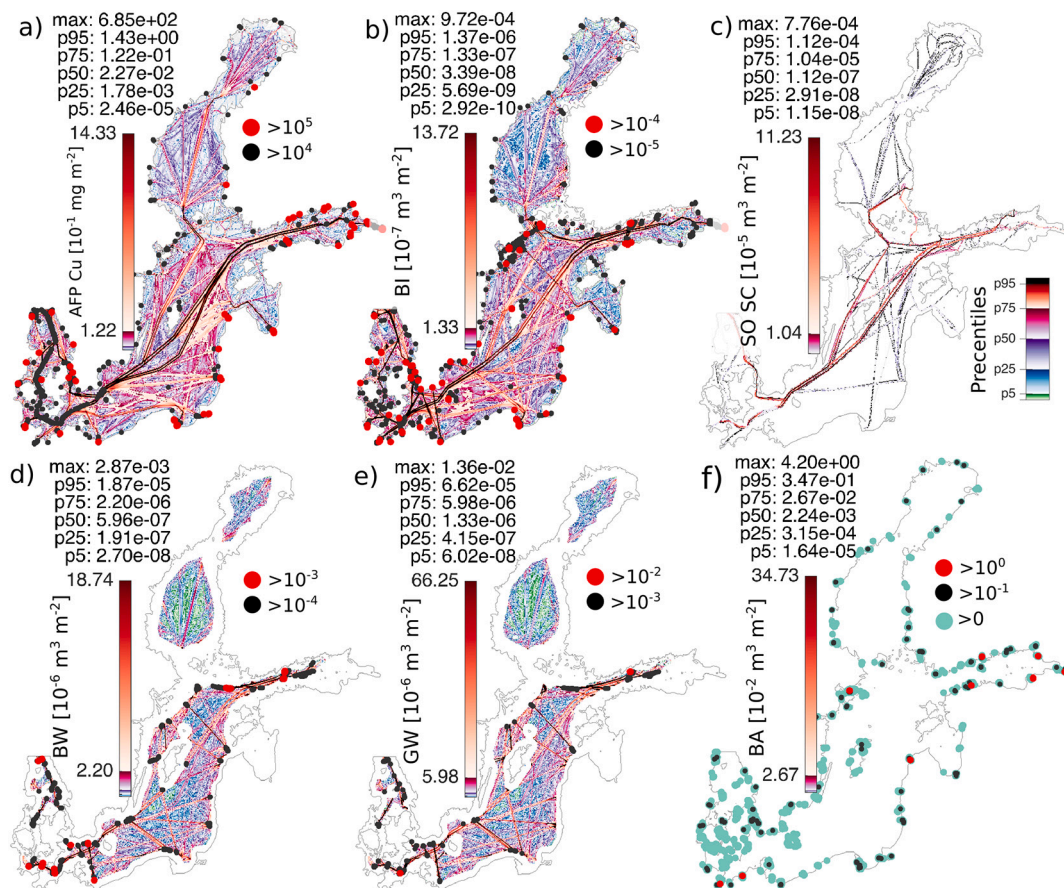 a)
max: 6.85e+02
p95: 1.43e+00
p75: 1.22e-01
p50: 2.27e-02
p25: 1.78e-03
p5: 2.46e-05
14.33
1.22
AFP Cu [10⁻¹ mg m⁻²]
>10⁵
>10⁴
b)
max: 9.72e-04
p95: 1.37e-06
p75: 1.33e-07
p50: 3.39e-08
p25: 5.69e-09
p5: 2.92e-10
13.72
1.33
BI [10⁻⁷ m³ m⁻²]
>10⁻⁴
>10⁻⁵
c)
max: 7.76e-04
p95: 1.12e-04
p75: 1.04e-05
p50: 1.12e-07
p25: 2.91e-08
p5: 1.15e-08
11.23
1.04
SO SC [10⁻⁵ m³ m⁻²]
Precentiles
p95
p75
p50
p25
p5
d)
max: 2.87e-03
p95: 1.87e-05
p75: 2.20e-06
p50: 5.96e-07
p25: 1.91e-07
p5: 2.70e-08
18.74
2.20
BW [10⁻⁶ m³ m⁻²]
>10⁻³
>10⁻⁴
e)
max: 1.36e-02
p95: 6.62e-05
p75: 5.98e-06
p50: 1.33e-06
p25: 4.15e-07
p5: 6.02e-08
66.25
5.98
GW [10⁻⁶ m³ m⁻²]
>10⁻²
>10⁻³
f)
max: 4.20e+00
p95: 3.47e-01
p75: 2.67e-02
p50: 2.24e-03
p25: 3.15e-04
p5: 1.64e-05
34.73
2.67
BA [10⁻² m³ m⁻²]
>10⁰
>10⁻¹
>0